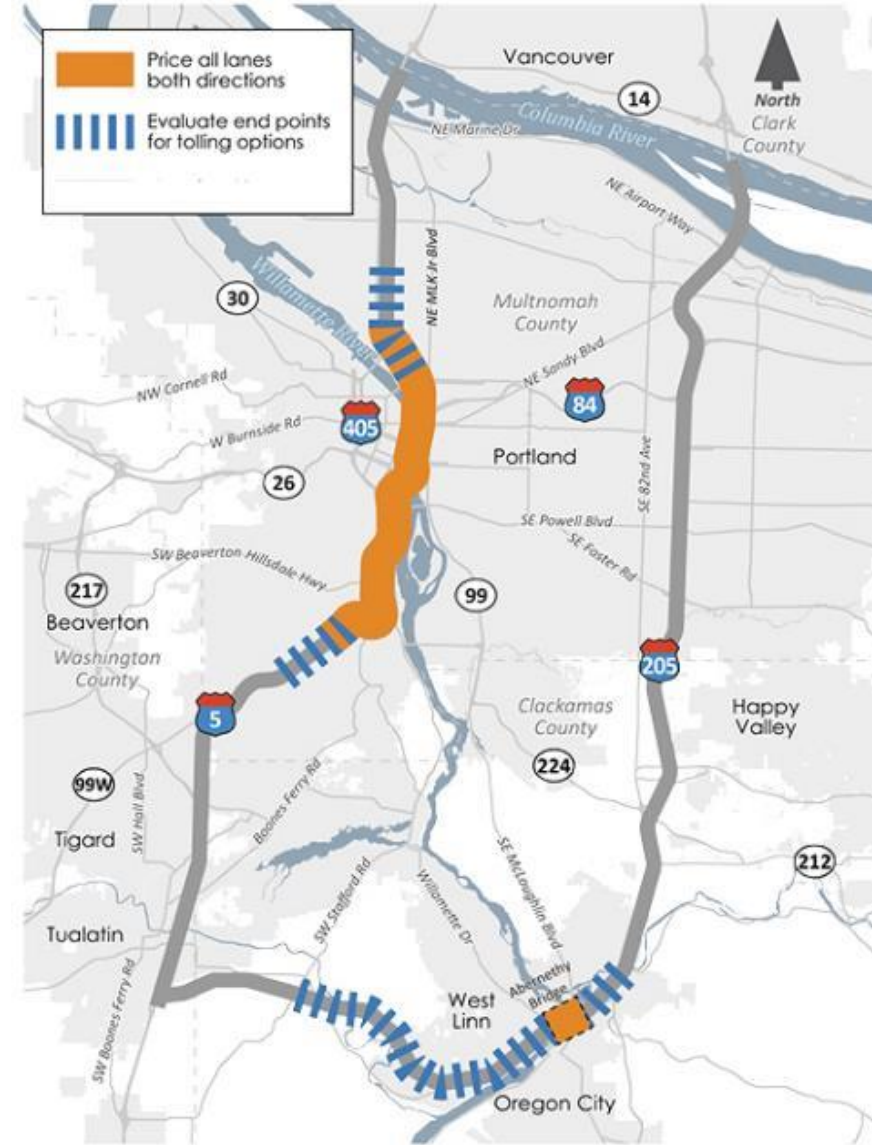 Price all lanes
both directions
Evaluate end points
for tolling options
Vancouver
14
North
Clark
County
Columbia River
NE Marine Dr
NE Airport Way
NE MLK Jr Blvd
Willamette River
30
Multnomah
County
NE Sandy Blvd
NW Cornell Rd
84
405
W Burnside Rd
26
Portland
SE 82nd Ave
SE Powell Blvd
SE Foster Rd
SW Beaverton Hillsdale Hwy
217
99
Beaverton
Washington
County
205
5
Clackamas
County
Happy
Valley
224
99W
SW Hall Blvd
Boones Ferry Rd
Tigard
212
SW Stafford Rd
Willamette Dr
SE McLoughlin Blvd
Tualatin
SW Boones Ferry Rd
Abernethy
Bridge
West
Linn
Oregon City